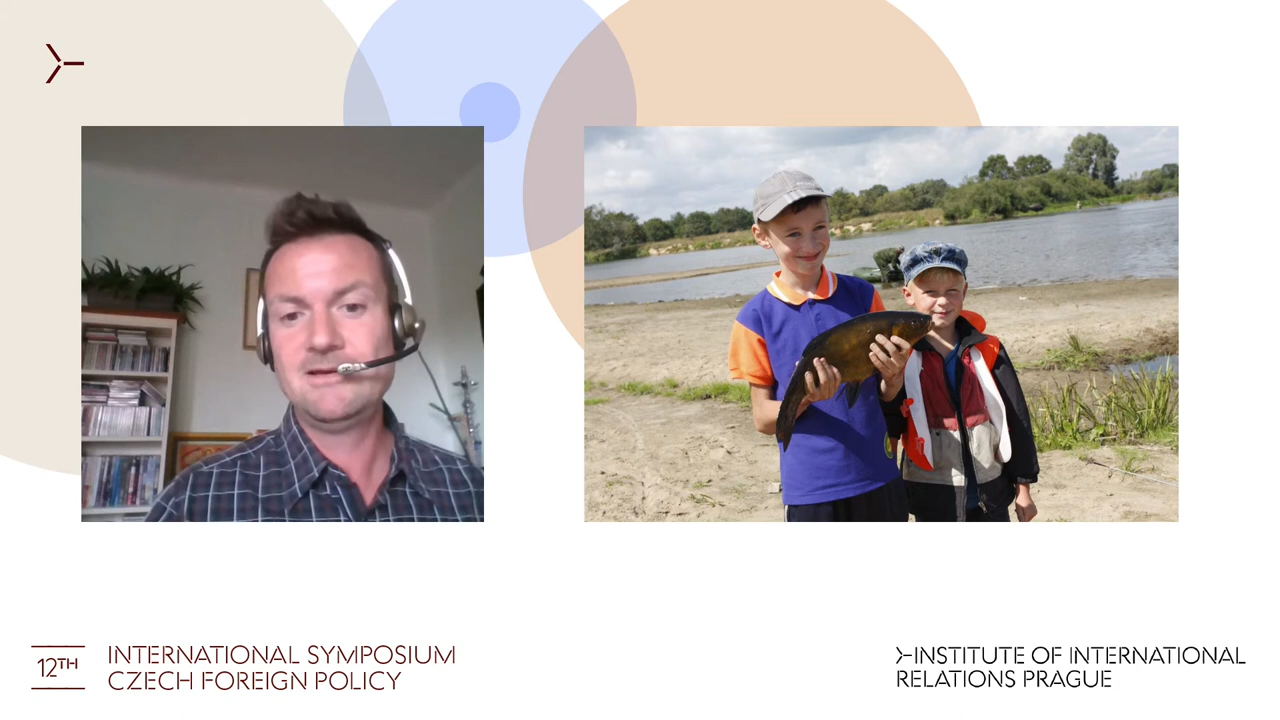 12TH
INTERNATIONAL SYMPOSIUM
CZECH FOREIGN POLICY
INSTITUTE OF INTERNATIONAL
RELATIONS PRAGUE